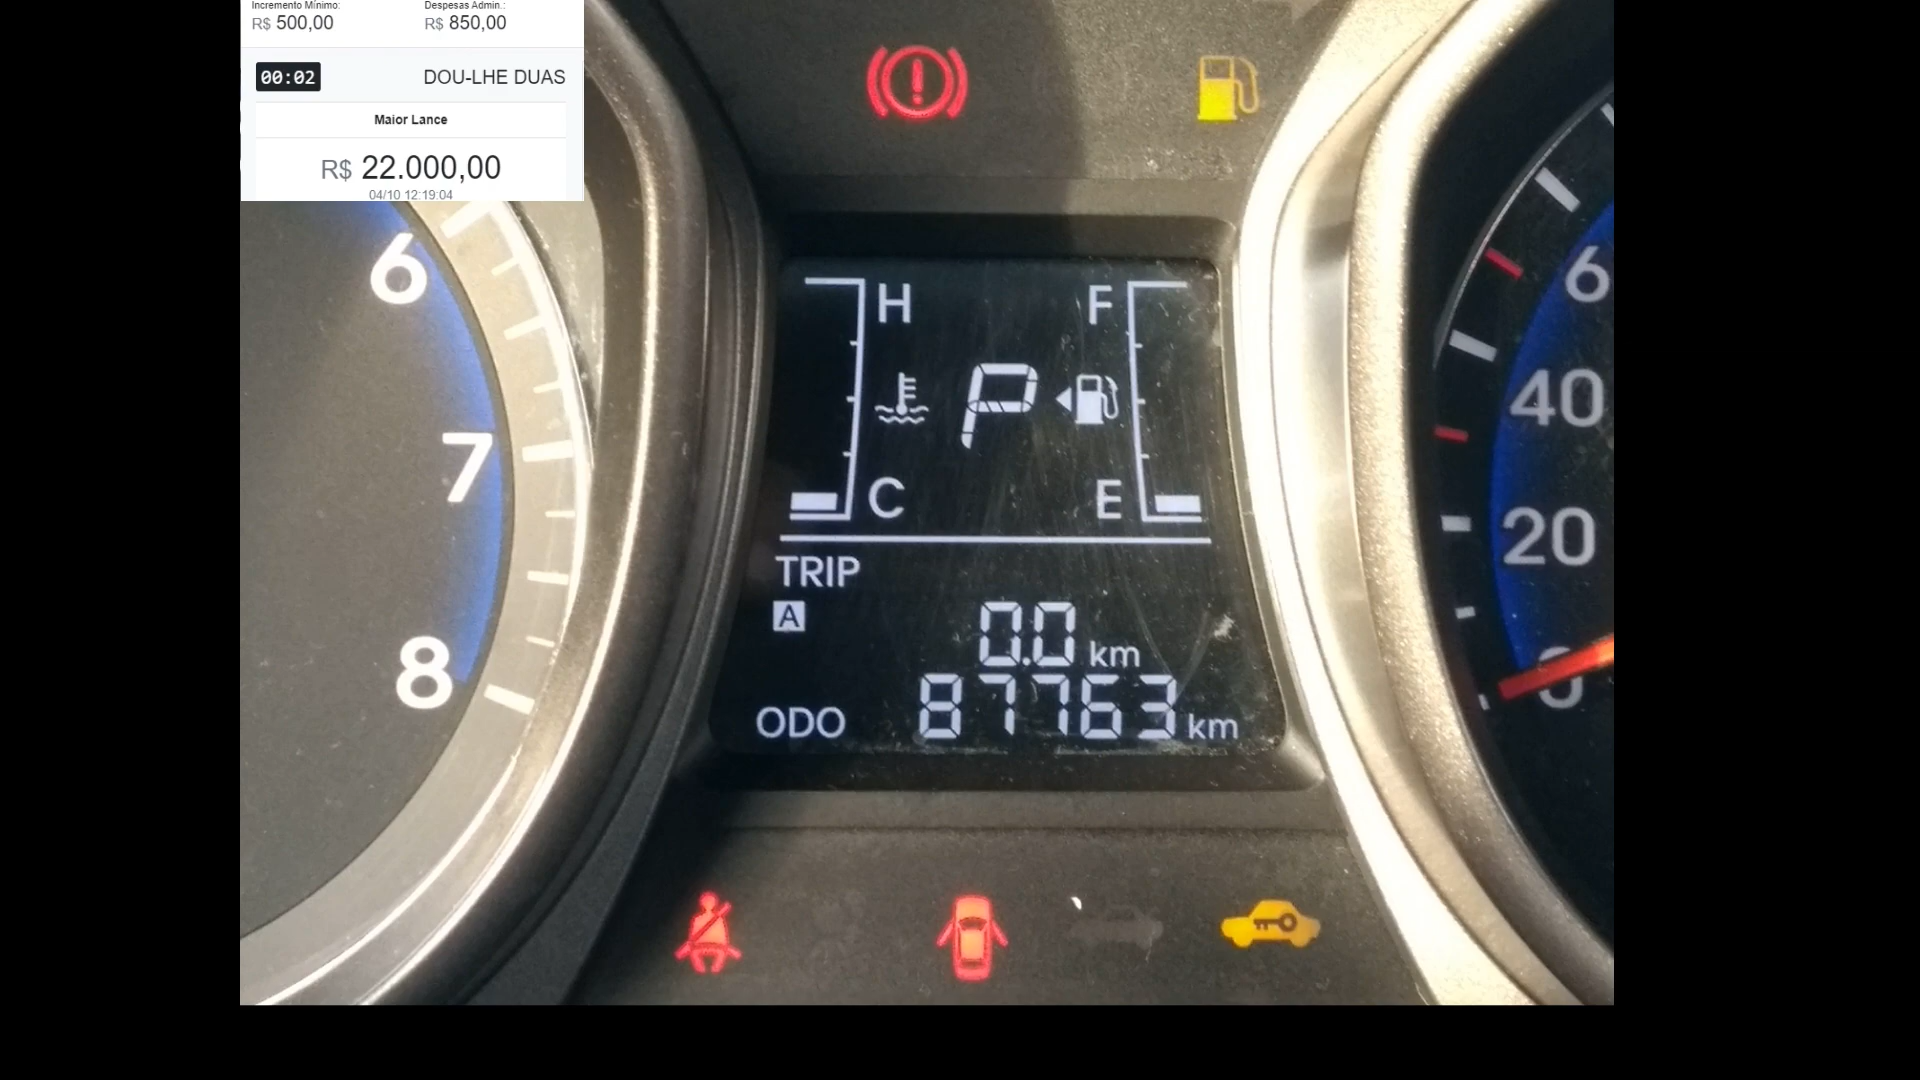 Incremento Mínimo:
Despesas Admin.:
R$ 500,00
R$ 850,00
00:02
DOU-LHE DUAS
Maior Lance
R$ 22.000,00
04/10 12:19:04
6
7
8
H
F
P
C
E
TRIP
A
0.0 km
ODO 87763 km
6
40
20
0